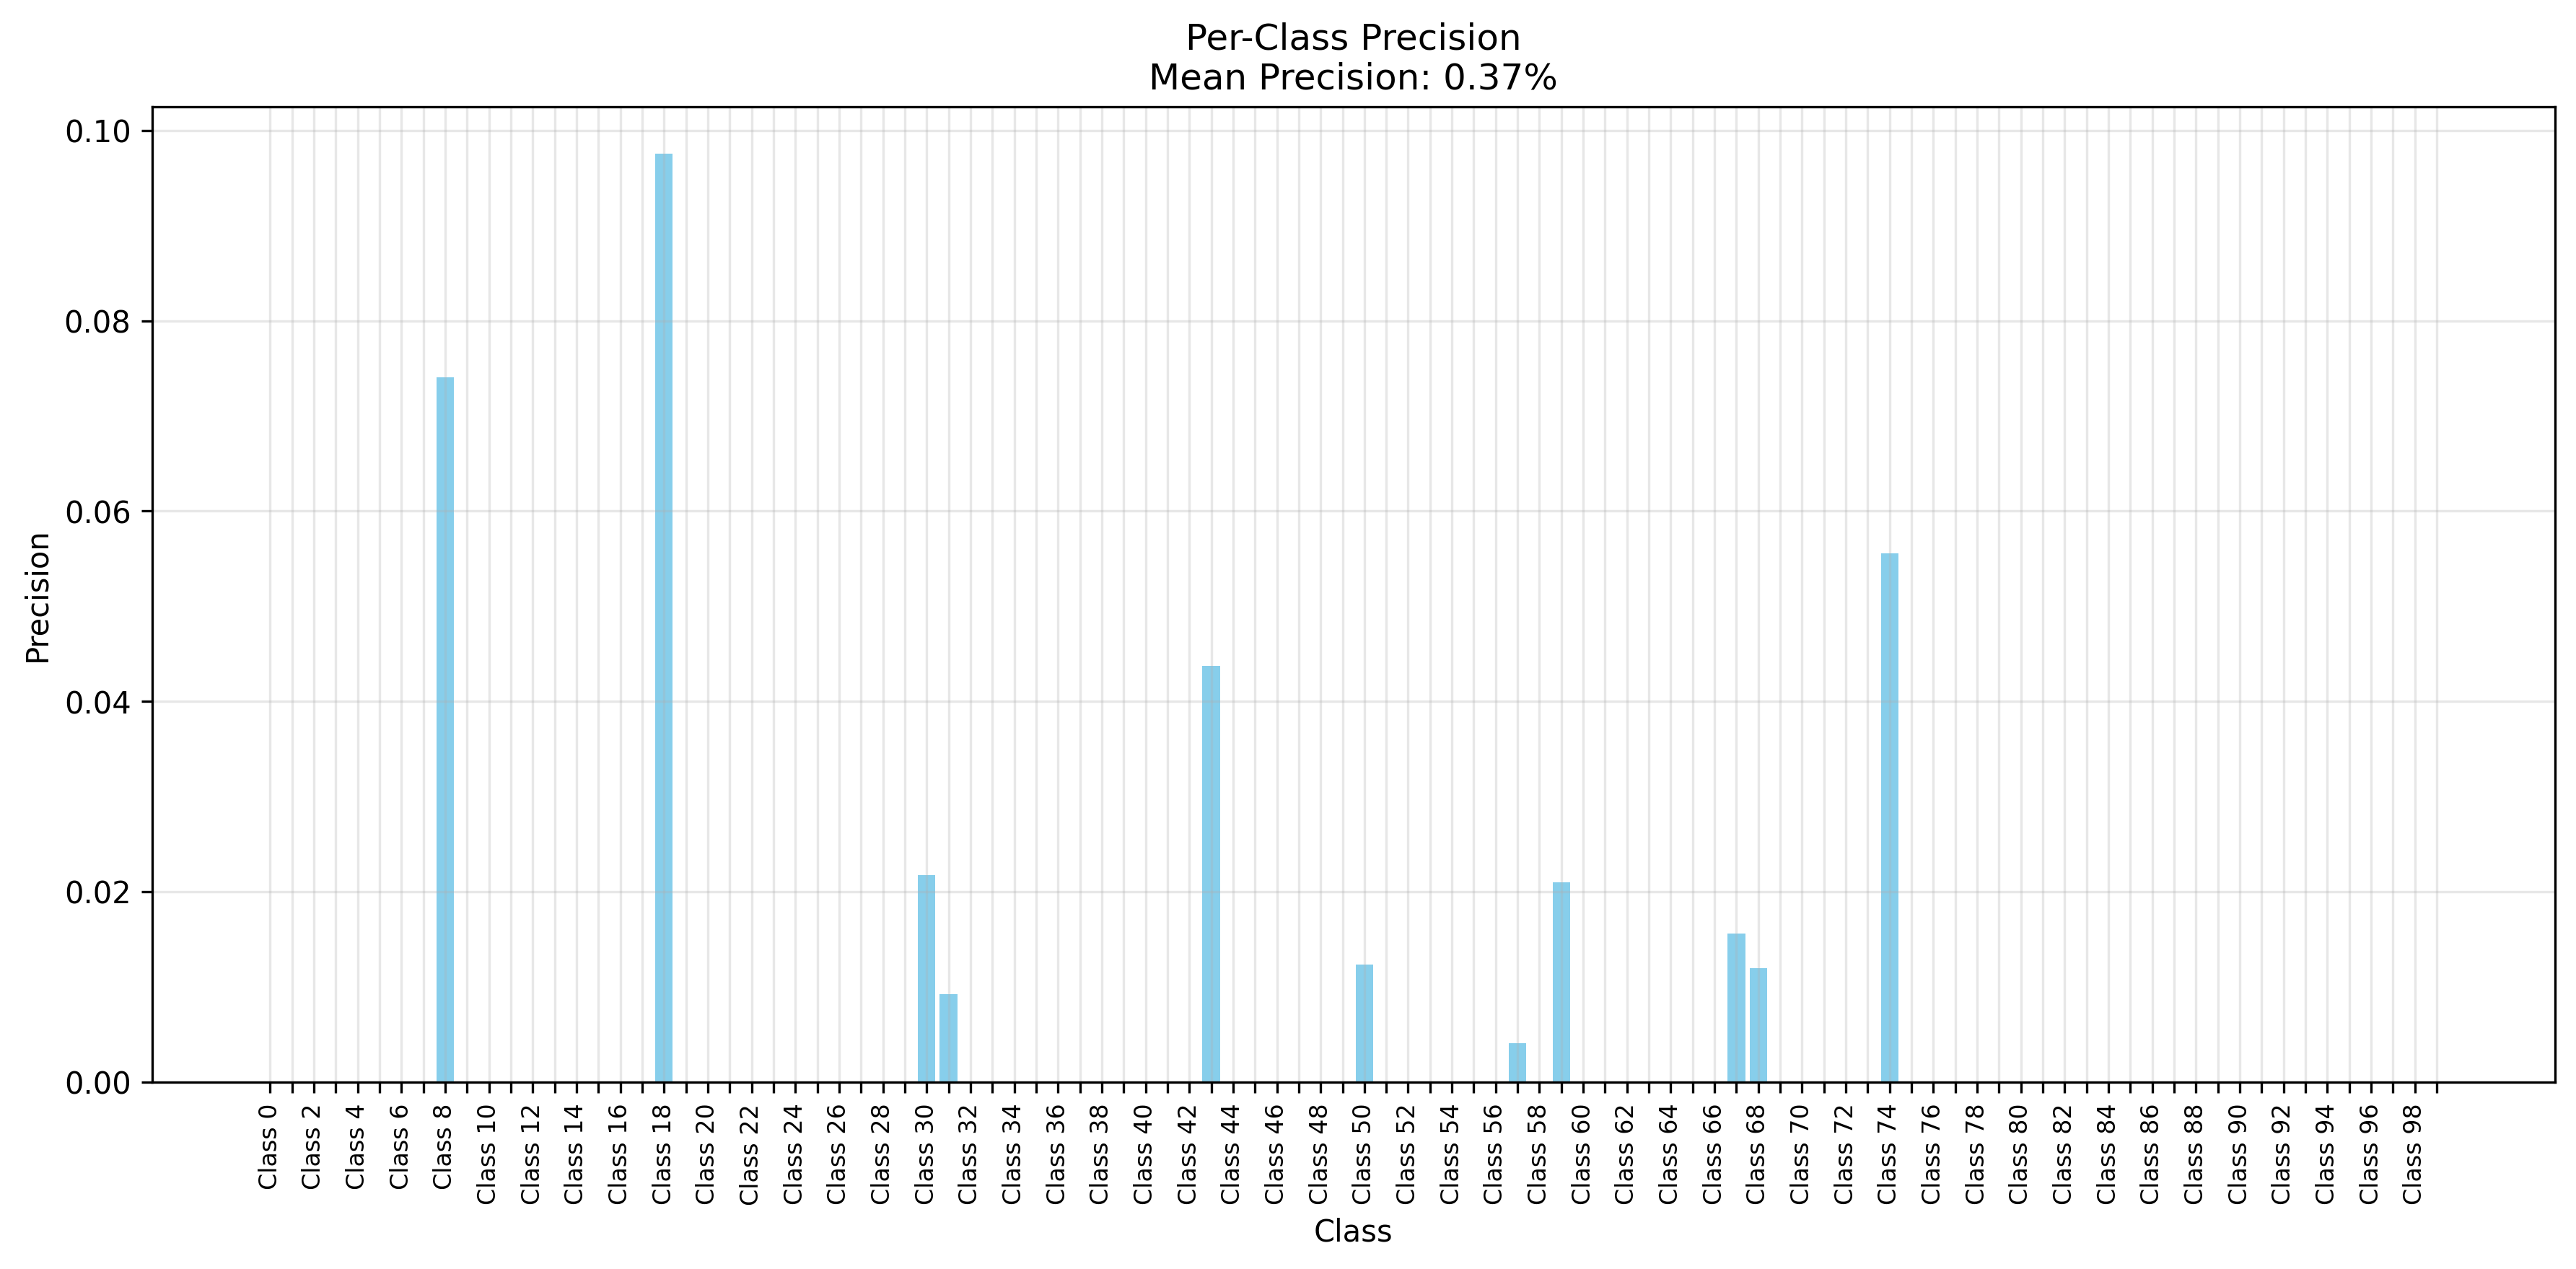 Per-Class Precision
Mean Precision: 0.37%
0.10
0.08
0.06
0.04
0.02
0.00
Precision
Class 0
Class 2
Class 4
Class 6
Class 8
Class 10
Class 12
Class 14
Class 16
Class 18
Class 20
Class 22
Class 24
Class 26
Class 28
Class 30
Class 32
Class 34
Class 36
Class 38
Class 40
Class 42
Class 44
Class 46
Class 48
Class 50
Class 52
Class 54
Class 56
Class 58
Class 60
Class 62
Class 64
Class 66
Class 68
Class 70
Class 72
Class 74
Class 76
Class 78
Class 80
Class 82
Class 84
Class 86
Class 88
Class 90
Class 92
Class 94
Class 96
Class 98
Class